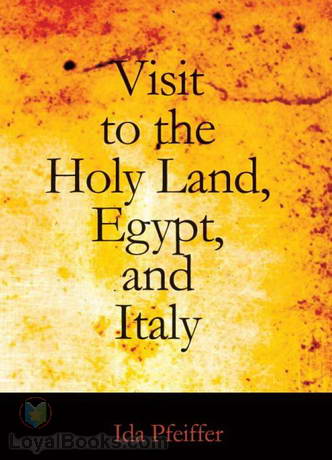 Visit
to the
Holy Land,
Egypt,
and
Italy
Ida Pfeiffer
LoyalBooks.com